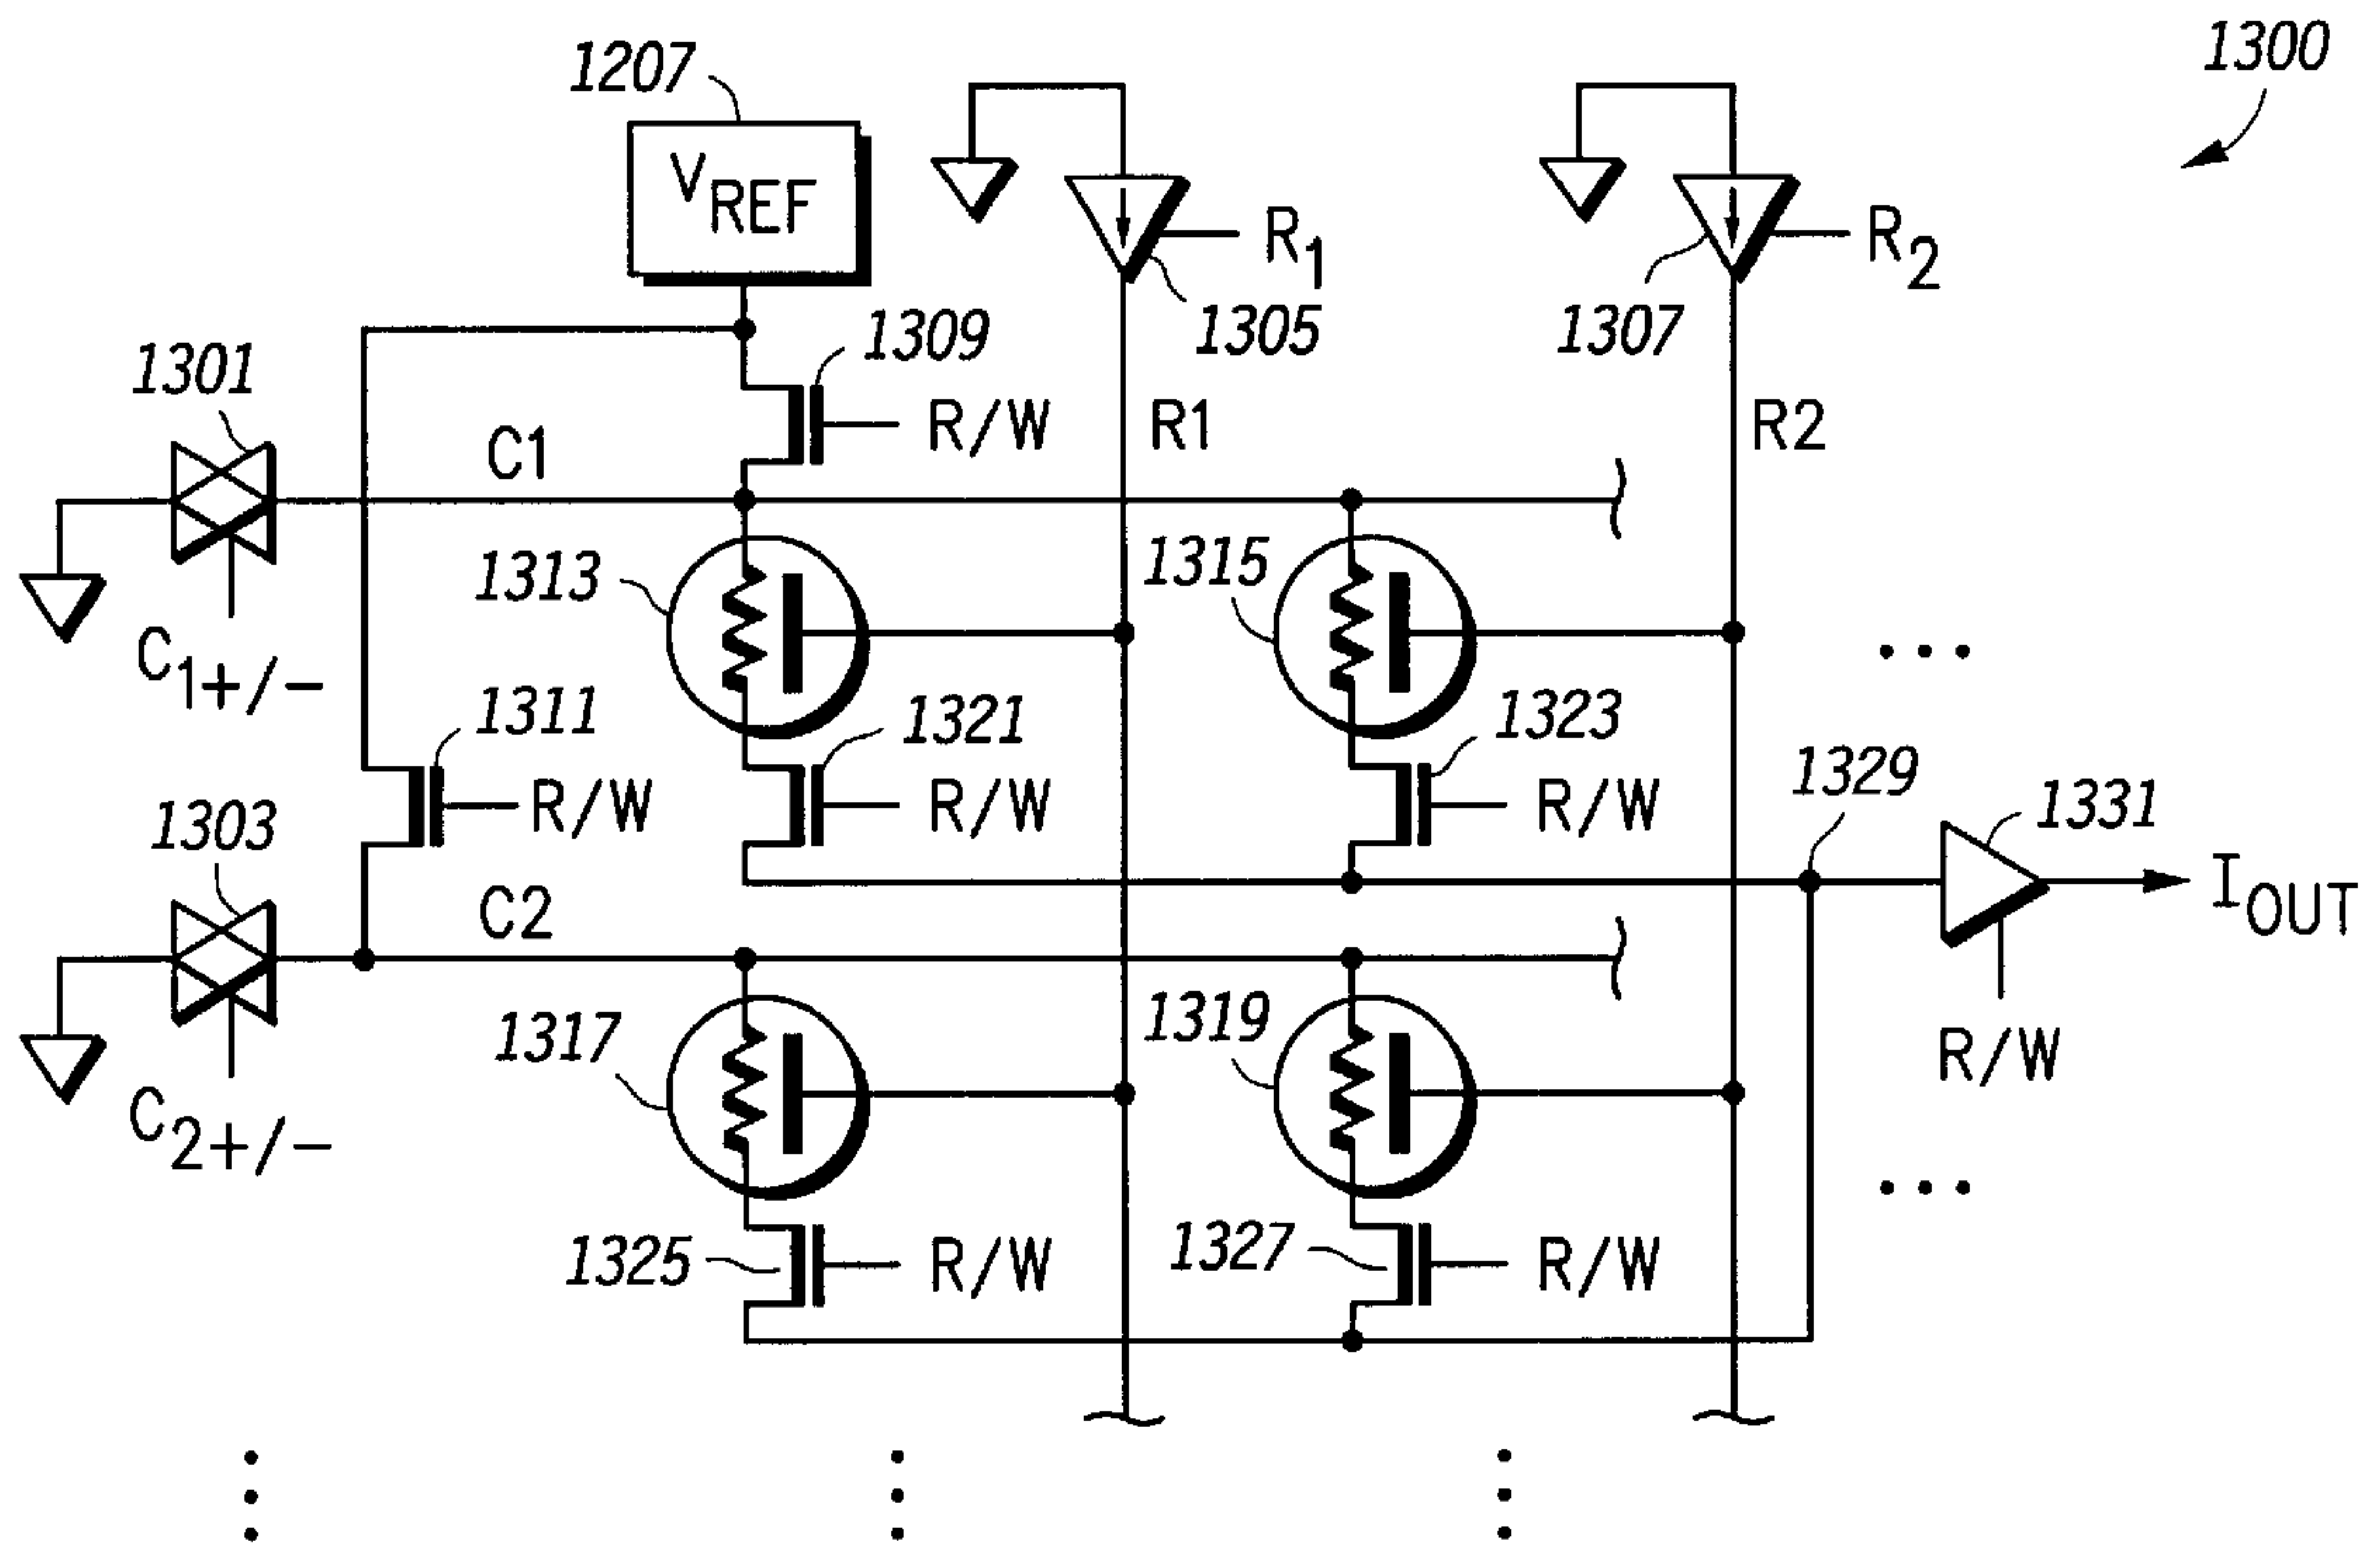 1300
1207
VREF
R1
1305
R2
1307
1309
R/W
R1
R2
1301
C1
C1+/−
1313
1315
1311
R/W
1321
R/W
1323
R/W
1329
1331
IOUT
R/W
1303
C2
C2+/−
1317
1319
1325
R/W
1327
R/W